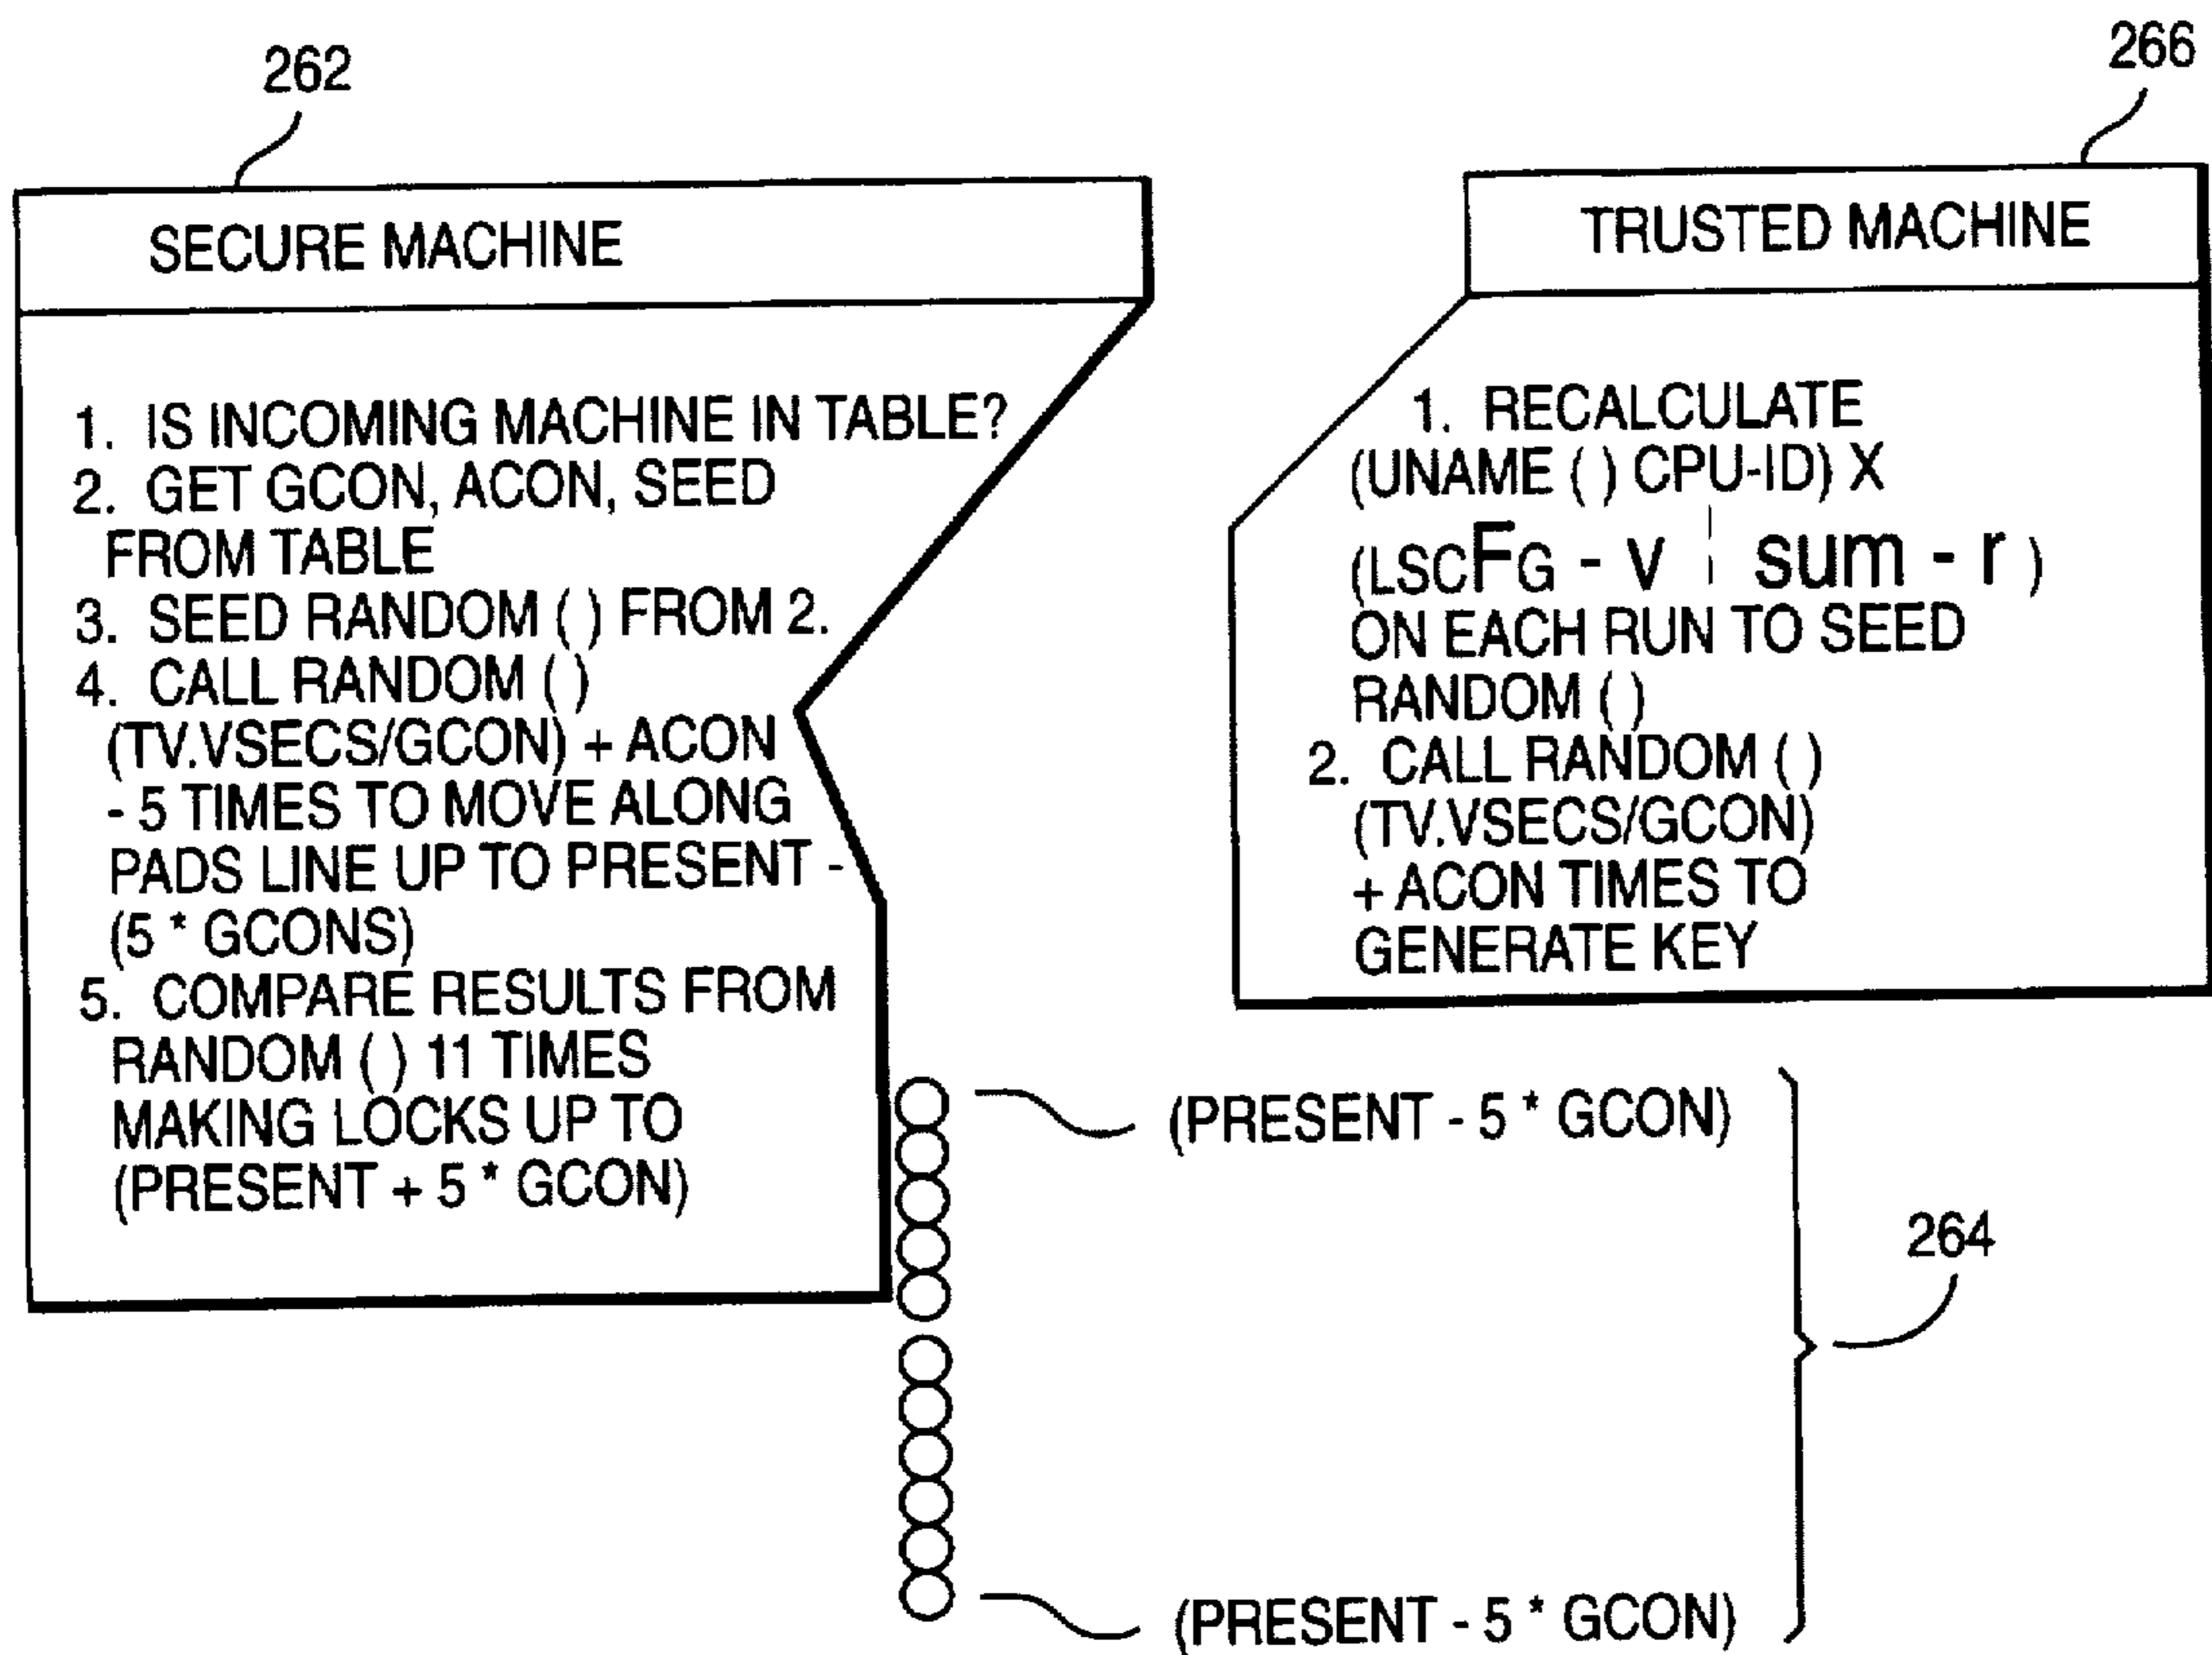 262
SECURE MACHINE
1. IS INCOMING MACHINE IN TABLE?
2. GET GCON, ACON, SEED
FROM TABLE
3. SEED RANDOM ( ) FROM 2.
4. CALL RANDOM ( )
(TV.VSECS/GCON) + ACON
- 5 TIMES TO MOVE ALONG
PADS LINE UP TO PRESENT -
(5 * GCONS)
5. COMPARE RESULTS FROM
RANDOM ( ) 11 TIMES
MAKING LOCKS UP TO
(PRESENT + 5 * GCON)
266
TRUSTED MACHINE
1. RECALCULATE
(UNAME ( ) CPU-ID) X
(LSCFG - v ¦ sum - r )
ON EACH RUN TO SEED
RANDOM ( )
2. CALL RANDOM ( )
(TV.VSECS/GCON)
+ ACON TIMES TO
GENERATE KEY
(PRESENT - 5 * GCON)
264
(PRESENT - 5 * GCON)